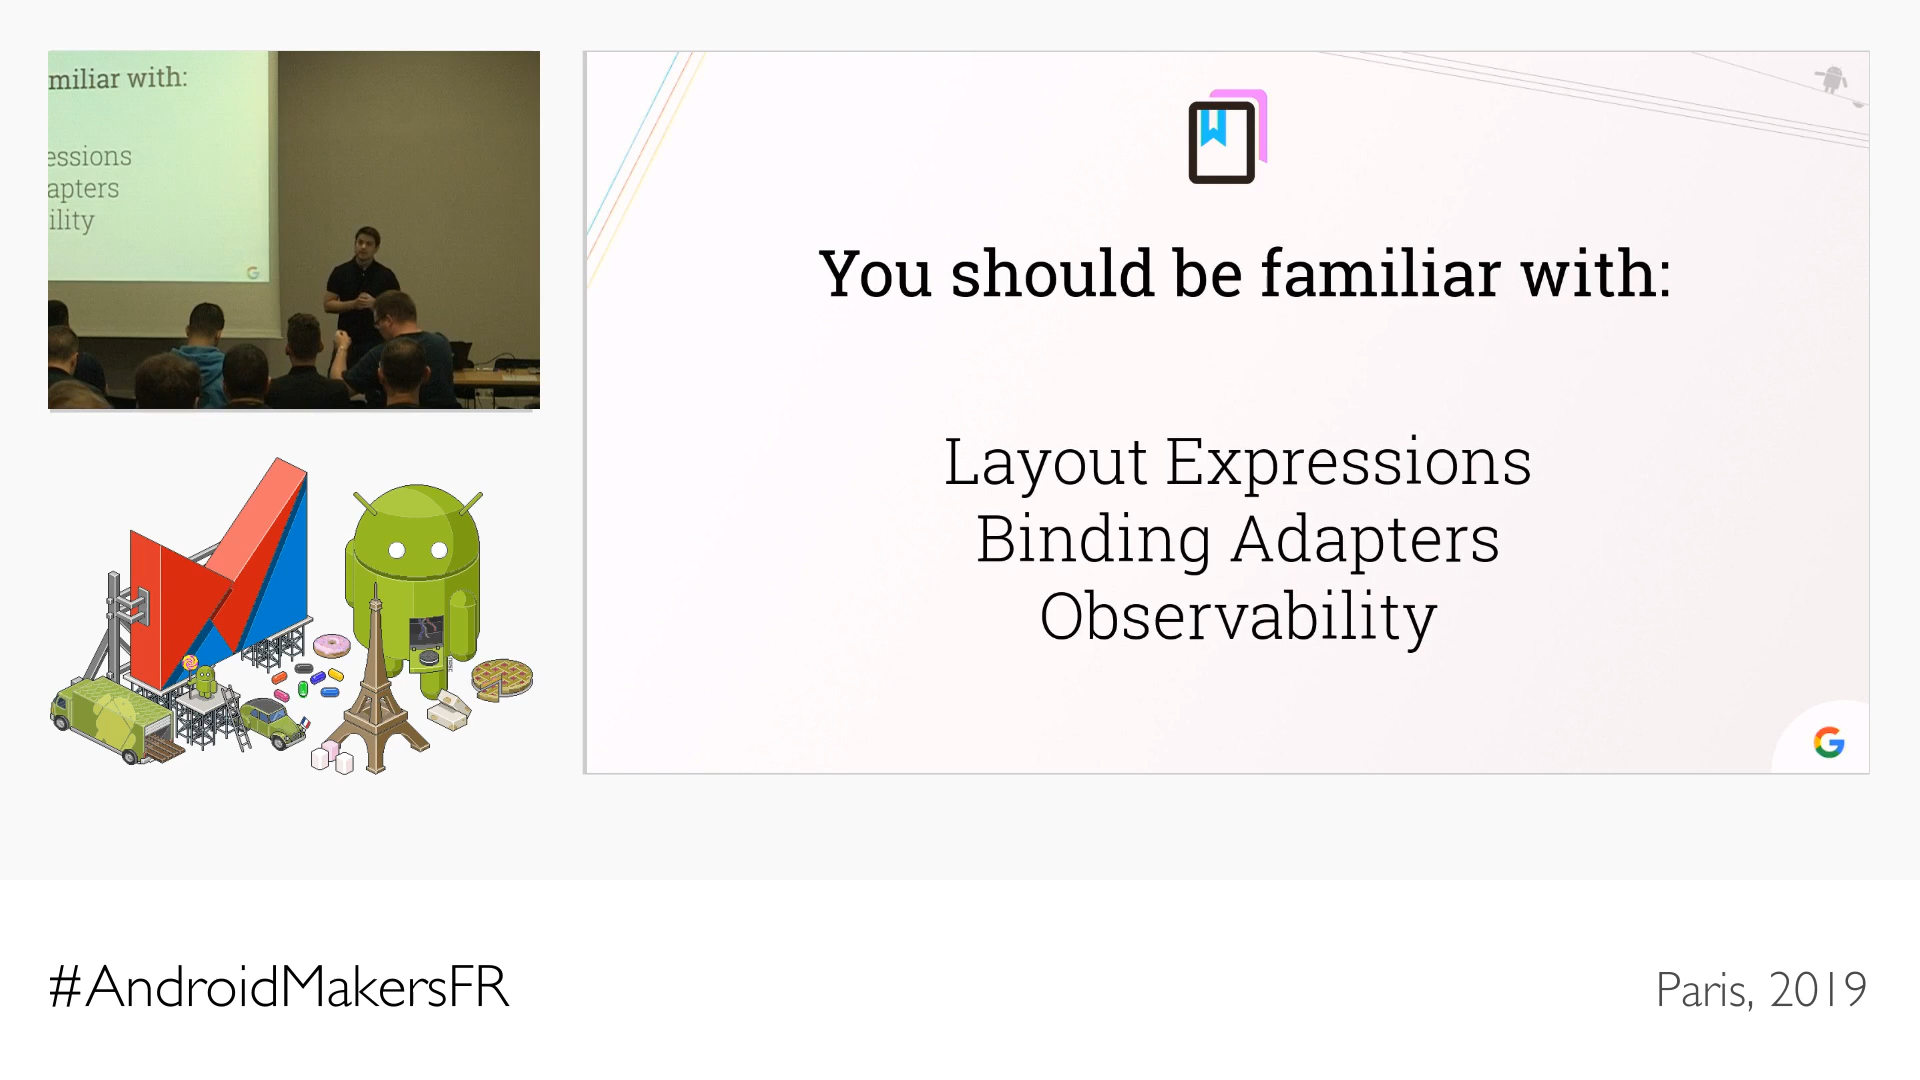 miliar with:
essions
apters
ility
You should be familiar with:
Layout Expressions
Binding Adapters
Observability
#AndroidMakersFR
Paris, 2019